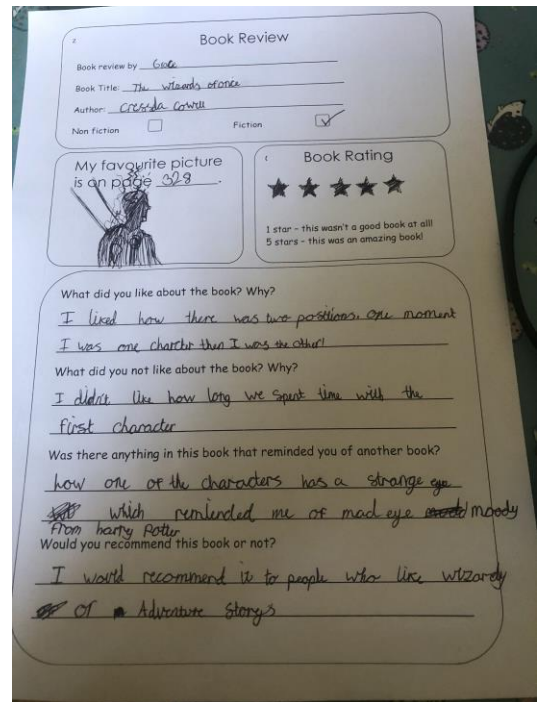 Book Review
Book review by Grace
Book Title: The wizards of once
Author: Cressida Cowell
Non fiction Fiction
My favourite picture
is on page 328.
Book Rating
1 star - this wasn't a good book at all!
5 stars - this was an amazing book!
What did you like about the book? Why?
I liked how there was two positions. one moment
I was one charcter then I was the other!
What did you not like about the book? Why?
I didn't like how long we spent time with the
first character
Was there anything in this book that reminded you of another book?
how one of the characters has a strange eye
which remiended me of mad eye moody
from harry Potter
Would you recommend this book or not?
I would recommend it to people who like wizardy
or Adventure Storys